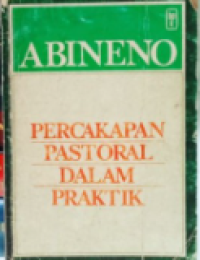 ABINENO
PERCAKAPAN
PASTORAL
DALAM
PRAKTIK